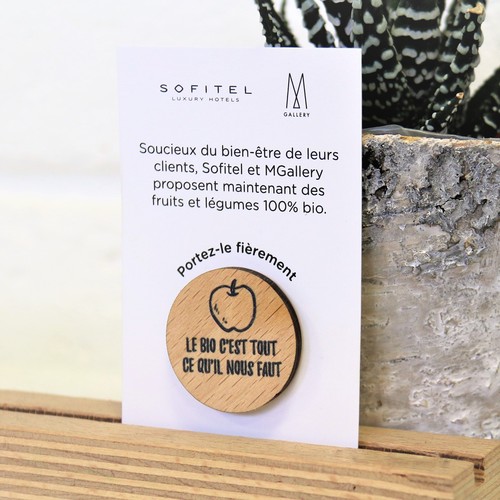 SOFITEL
LUXURY HOTELS
M
GALLERY
Soucieux du bien-être de leurs
clients, Sofitel et MGallery
proposent maintenant des
fruits et légumes 100% bio.
Portez-le fièrement
LE BIO C'EST TOUT
CE QU'IL NOUS FAUT